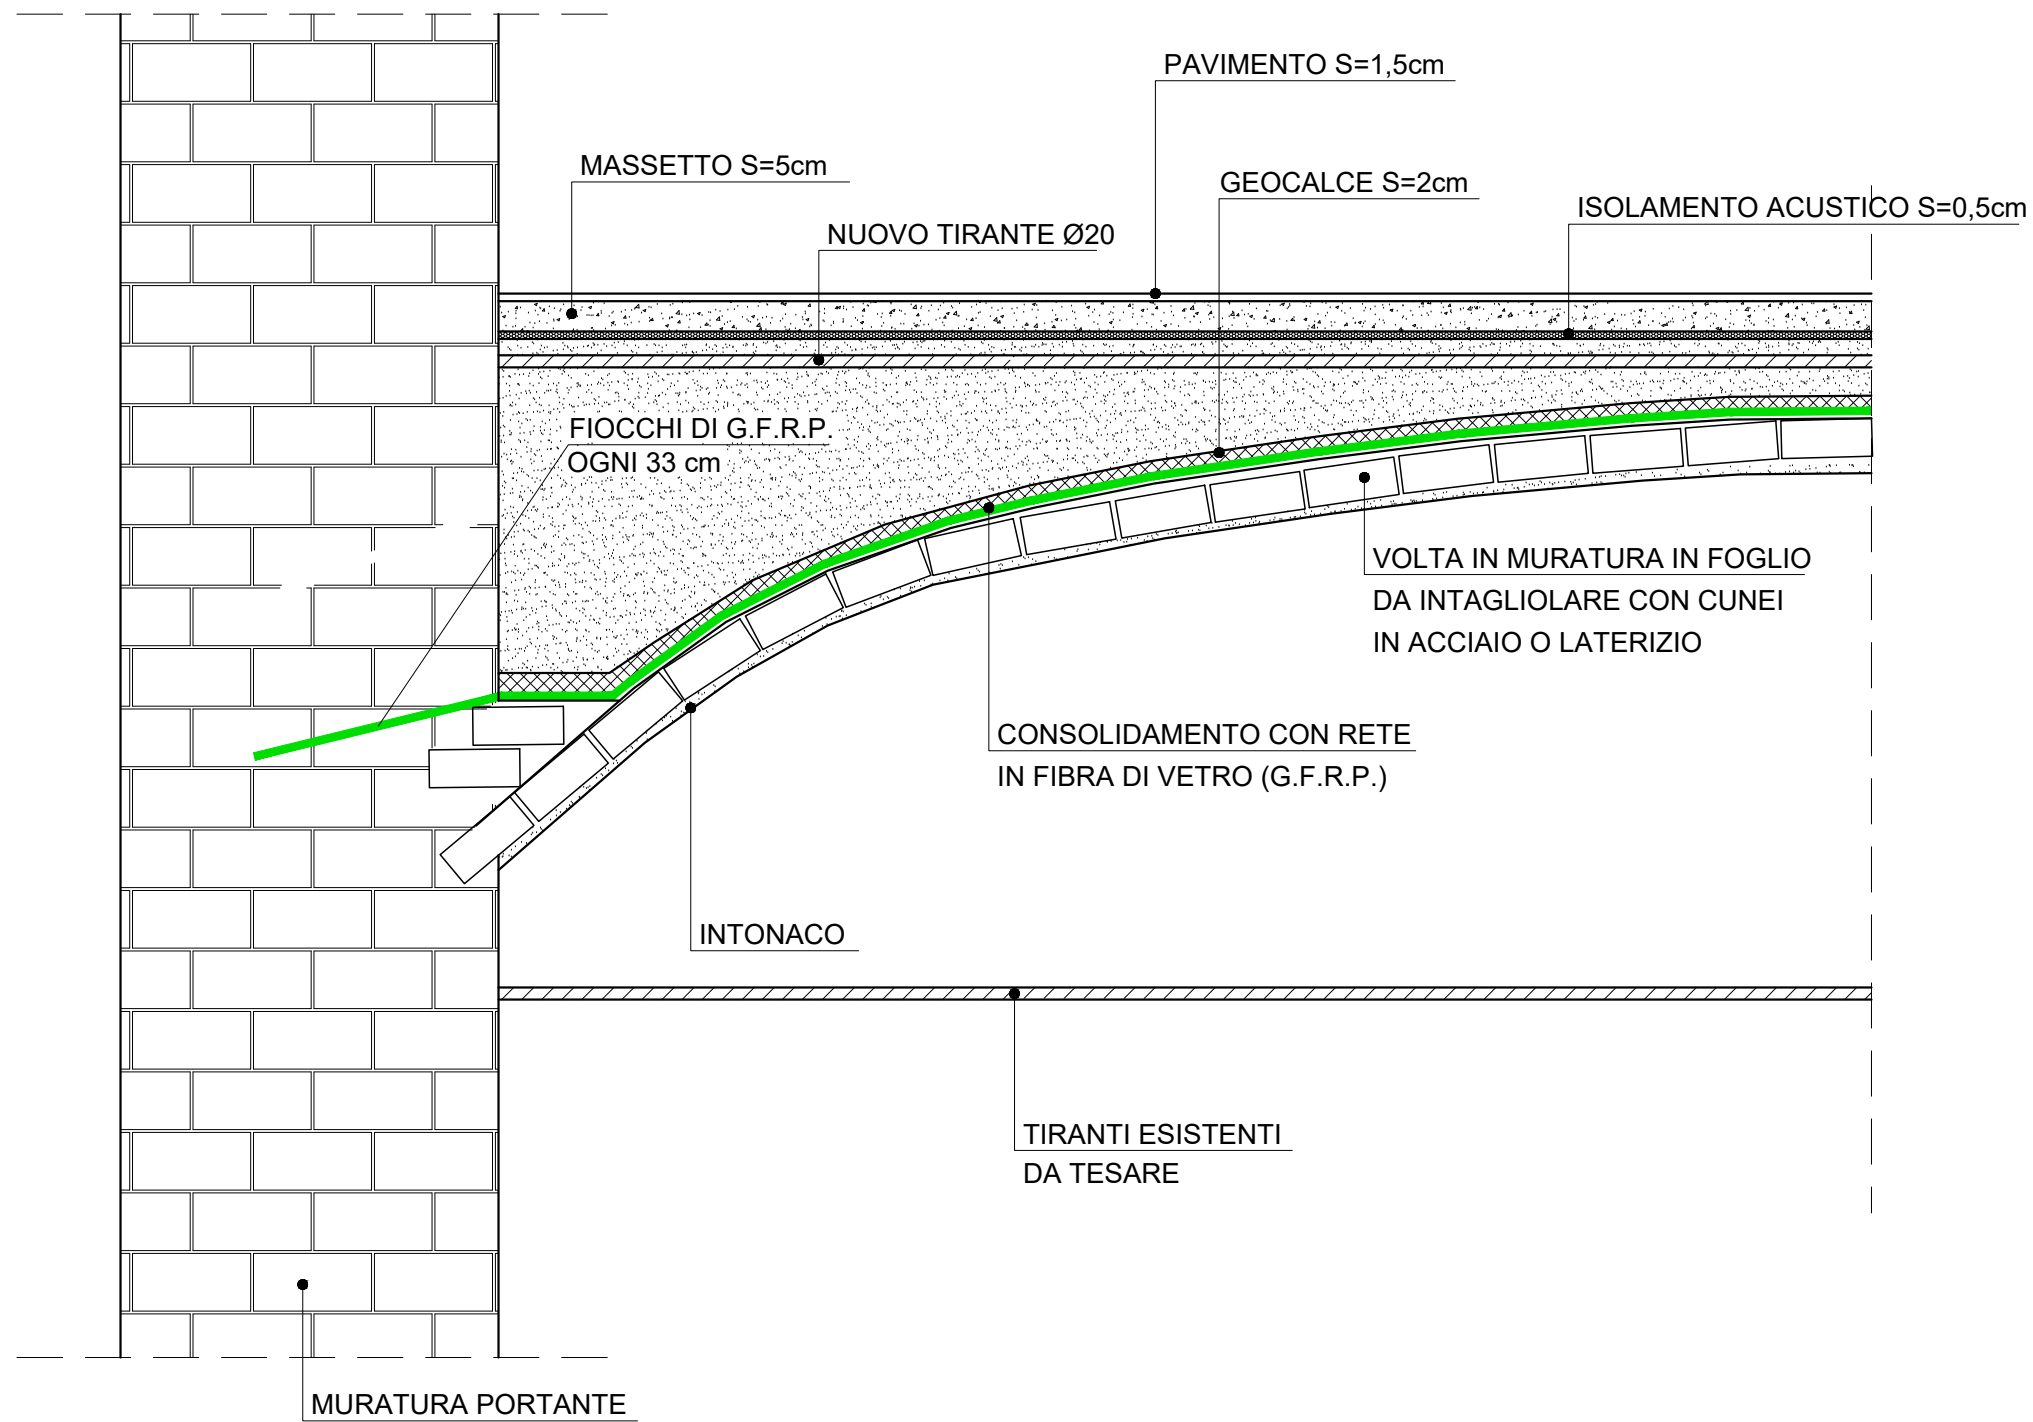 PAVIMENTO S=1,5cm
MASSETTO S=5cm
GEOCALCE S=2cm
ISOLAMENTO ACUSTICO S=0,5cm
NUOVO TIRANTE Ø20
FIOCCHI DI G.F.R.P.
OGNI 33 cm
VOLTA IN MURATURA IN FOGLIO
DA INTAGLIOLARE CON CUNEI
IN ACCIAIO O LATERIZIO
CONSOLIDAMENTO CON RETE
IN FIBRA DI VETRO (G.F.R.P.)
INTONACO
TIRANTI ESISTENTI
DA TESARE
MURATURA PORTANTE